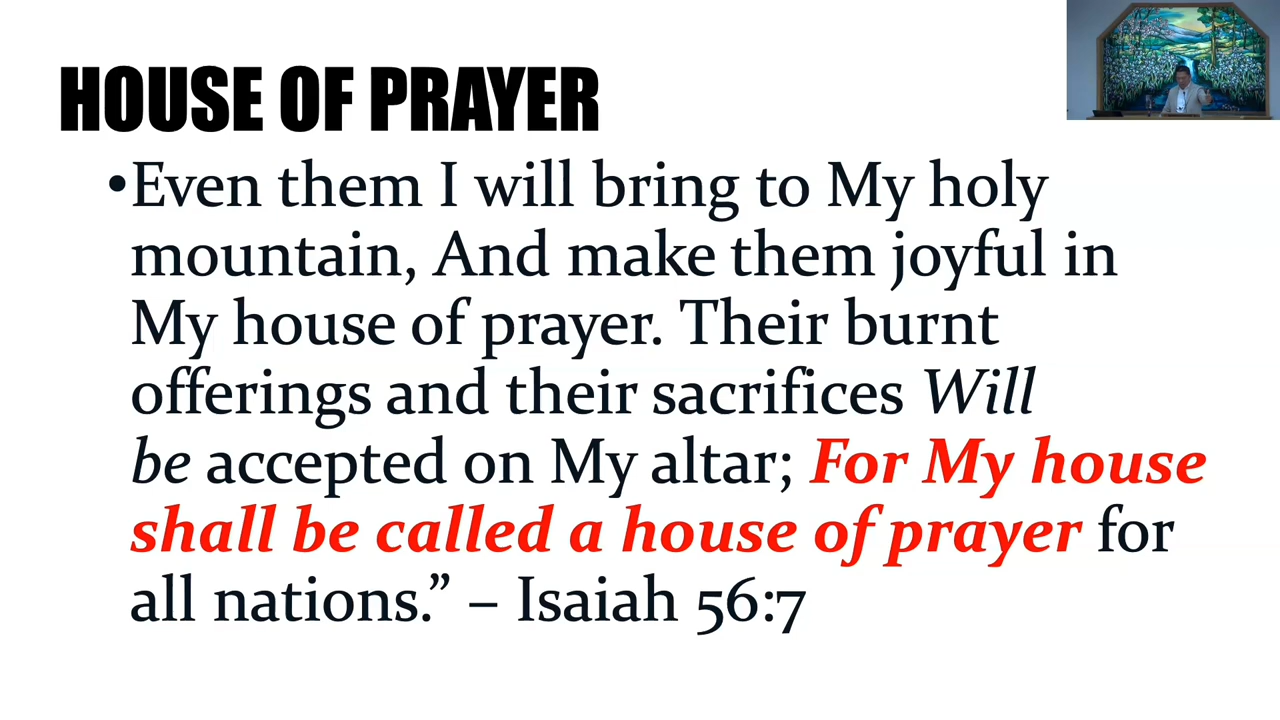 HOUSE OF PRAYER
•Even them I will bring to My holy
mountain, And make them joyful in
My house of prayer. Their burnt
offerings and their sacrifices Will
be accepted on My altar; For My house
shall be called a house of prayer for
all nations.” – Isaiah 56:7